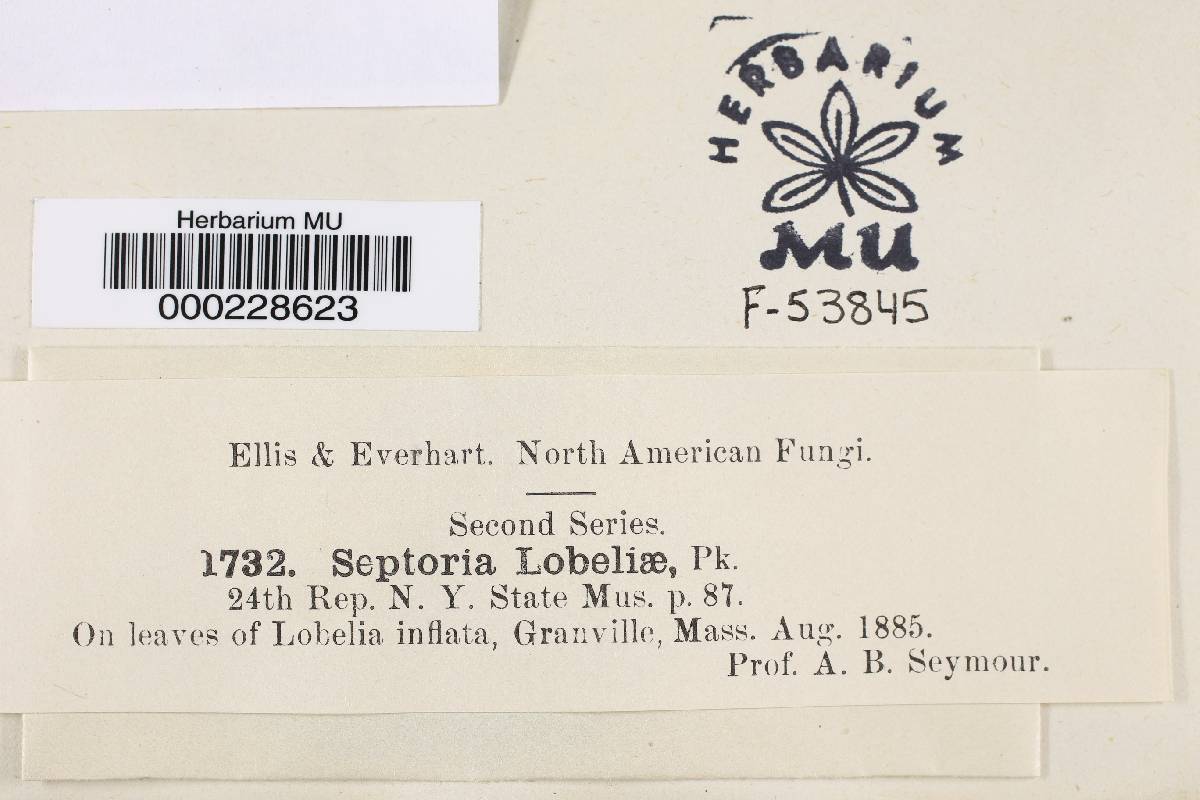 HERBARIUM
MU
F-53845
Herbarium MU
000228623
Ellis & Everhart. North American Fungi.
Second Series.
1732. Septoria Lobeliæ, Pk.
24th Rep. N. Y. State Mus. p. 87.
On leaves of Lobelia inflata, Granville, Mass. Aug. 1885.
Prof. A. B. Seymour.